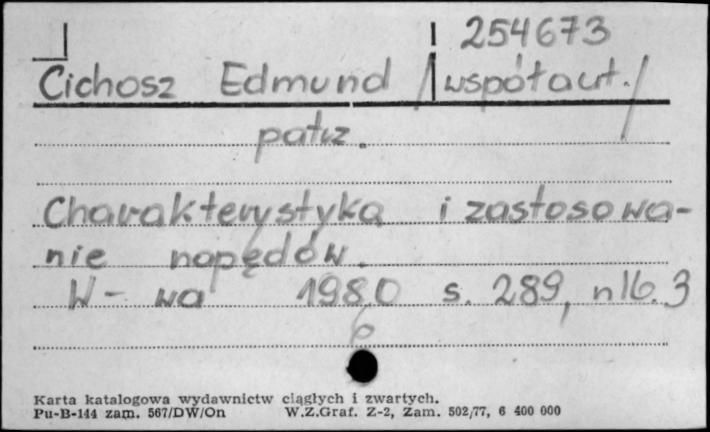 I 254673
Cichosz Edmund /współaut./
patrz.
Charakterystyka i zastosowa-
nie napędów.
W-wa 1980 s. 289, nlb. 3
6
Karta katalogowa wydawnictw ciągłych i zwartych.
Pu-B-144 zam. 567/DW/On W.Z.Graf. Z-2, Zam. 502/77, 6 400 000